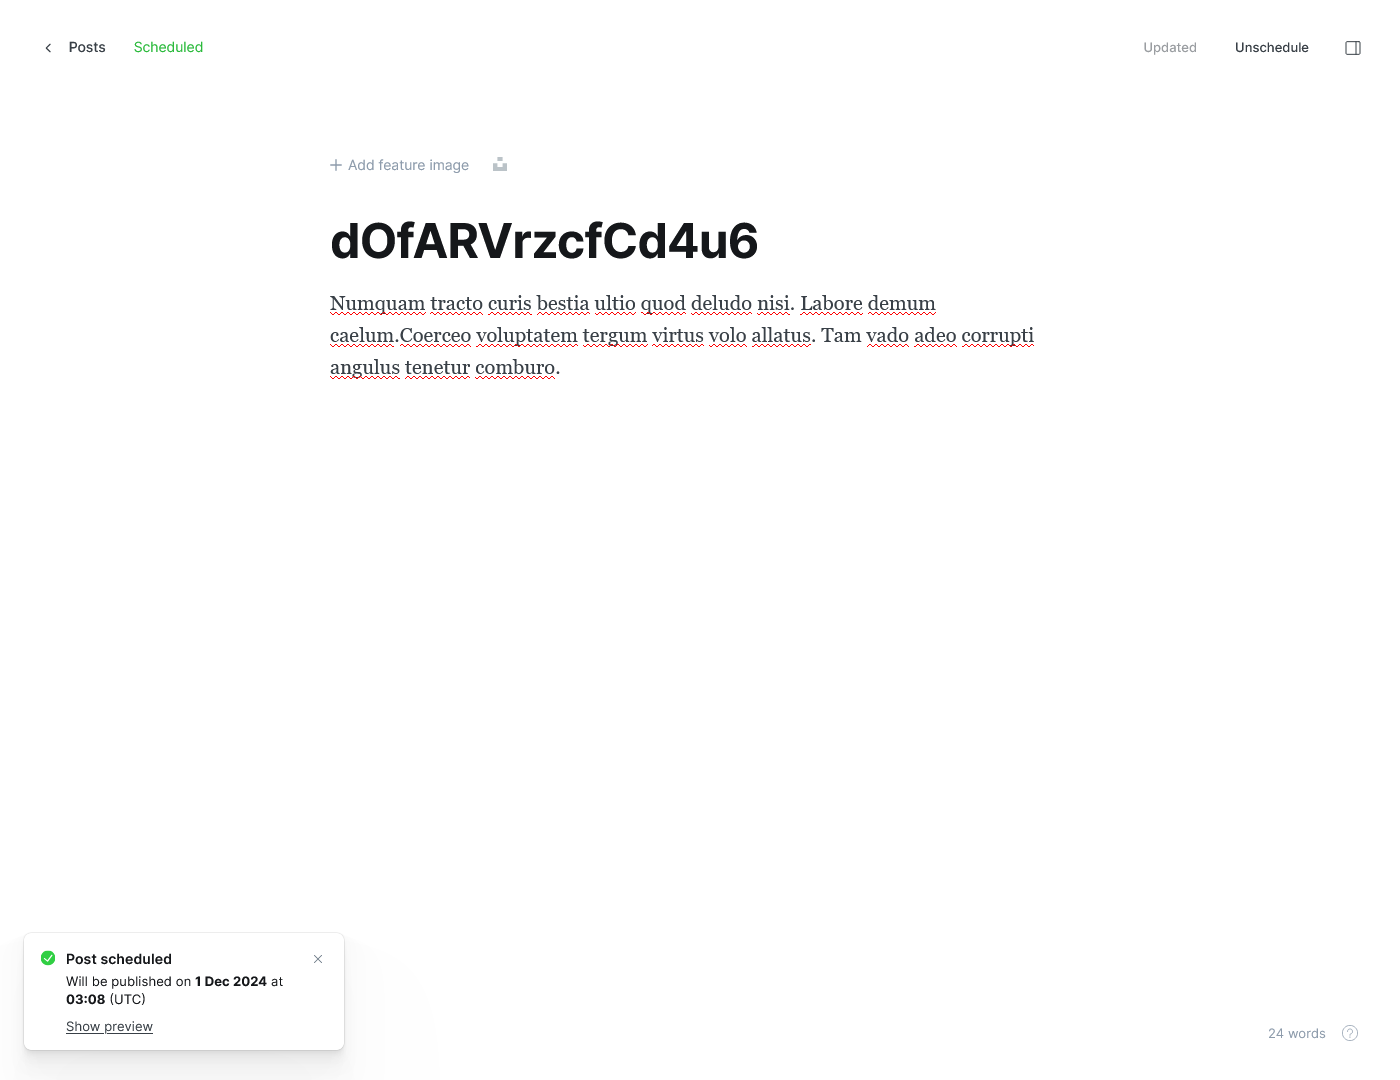 Posts Scheduled Updated Unschedule
Add feature image
dOfARVrzcfCd4u6
Numquam tracto curis bestia ultio quod deludo nisi. Labore demum
caelum.Coerceo voluptatem tergum virtus volo allatus. Tam vado adeo corrupti
angulus tenetur comburo.
Post scheduled
Will be published on 1 Dec 2024 at
03:08 (UTC)
Show preview
24 words